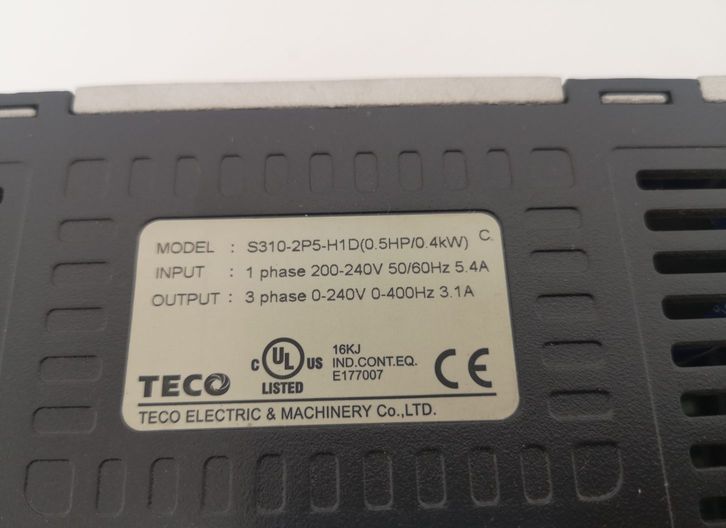 MODEL : S310-2P5-H1D(0.5HP/0.4kW) C.
INPUT : 1 phase 200-240V 50/60Hz 5.4A
OUTPUT : 3 phase 0-240V 0-400Hz 3.1A
TECO
C UL US
LISTED
16KJ
IND.CONT.EQ.
E177007
CE
TECO ELECTRIC & MACHINERY Co.,LTD.